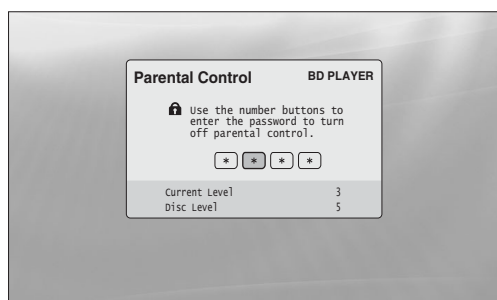 Parental Control BD PLAYER
Use the number buttons to
enter the password to turn
off parental control.
* * * *
Current Level 3
Disc Level 5